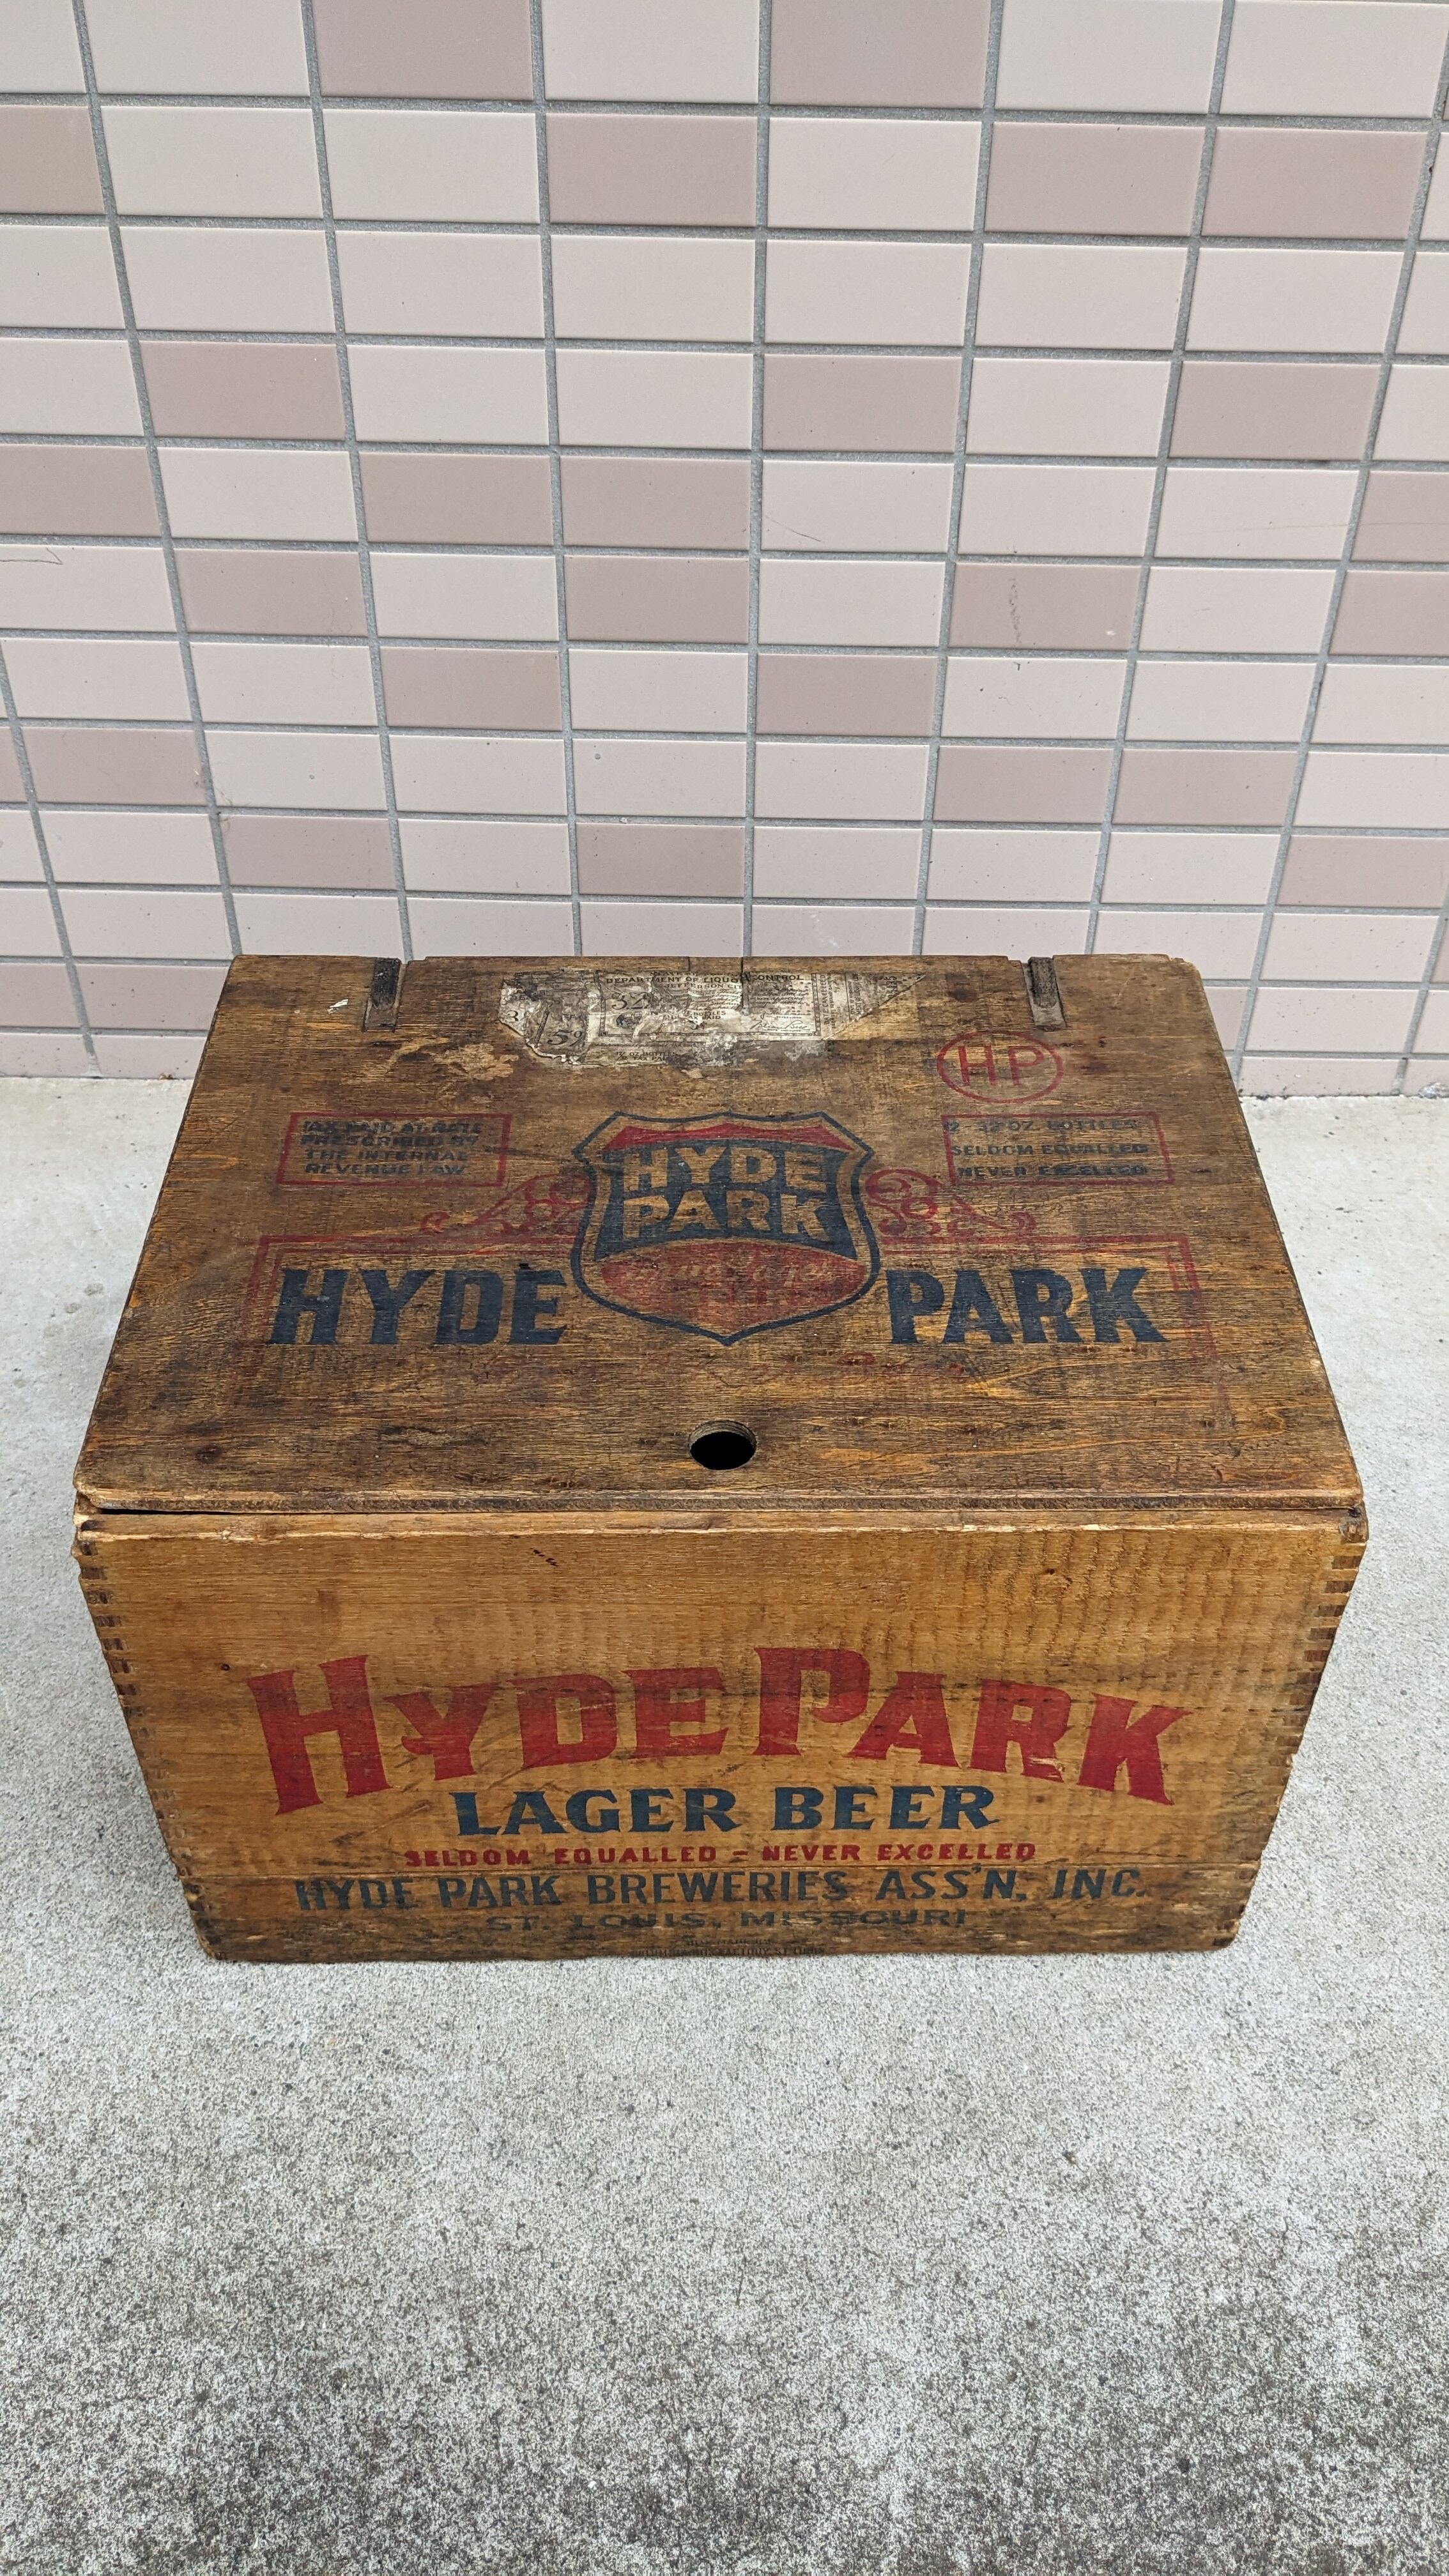 DEPARTMENT OF LIQUOR CONTROL
HP
TAX PAID AT RATE
PRESCRIBED BY
THE INTERNAL
REVENUE LAW
12 32 OZ BOTTLES
SELDOM EQUALLED
NEVER EXCELLED
HYDE
PARK
HYDE PARK
HYDE PARK
LAGER BEER
SELDOM EQUALLED - NEVER EXCELLED
HYDE PARK BREWERIES ASS'N, INC.
ST. LOUIS, MISSOURI